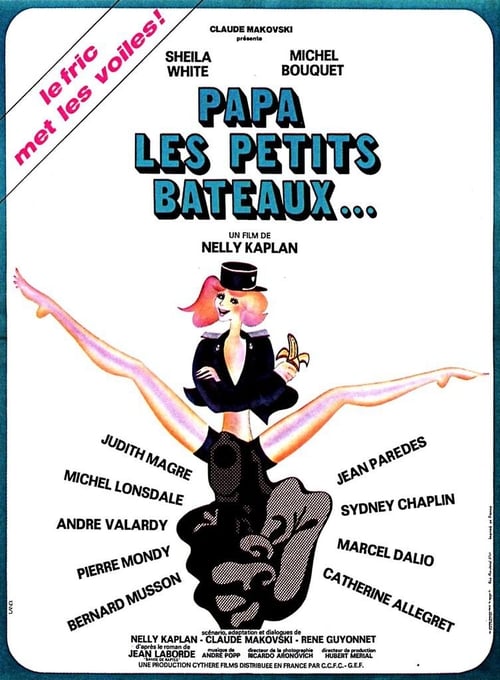 CLAUDE MAKOVSKI
présente
le fric
met les voiles!
SHEILA
WHITE
MICHEL
BOUQUET
PAPA
LES PETITS
BATEAUX...
UN FILM DE
NELLY KAPLAN
JUDITH MAGRE
MICHEL LONSDALE
ANDRE VALARDY
PIERRE MONDY
BERNARD MUSSON
JEAN PAREDES
SYDNEY CHAPLIN
MARCEL DALIO
CATHERINE ALLEGRET
scénario, adaptation et dialogues de
NELLY KAPLAN - CLAUDE MAKOVSKI - RENE GUYONNET
d'après le roman de
JEAN LABORDE
musique de
ANDRE POPP
directeur de la photographie
RICARDO ARONOVICH
directeur de production
HUBERT MERIAL
UNE PRODUCTION CYTHERE FILMS DISTRIBUEE EN FRANCE PAR C.C.F.C.-G.E.F.
LANDI